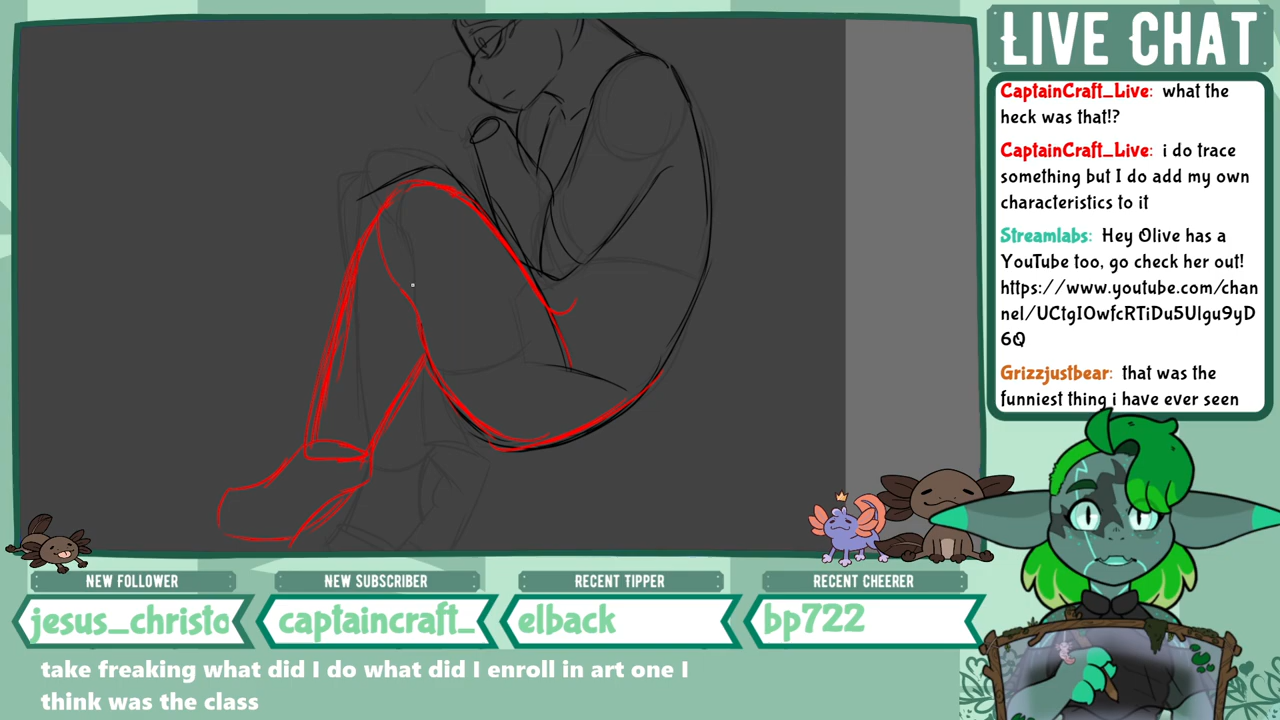 LIVE CHAT
CaptainCraft_Live: what the
heck was that!?
CaptainCraft_Live: i do trace
something but I do add my own
characteristics to it
Streamlabs: Hey Olive has a
YouTube too, go check her out!
https://www.youtube.com/chan
nel/UCtgIOwfcRTiDu5Ulgu9yD
6Q
Grizzjustbear: that was the
funniest thing i have ever seen
NEW FOLLOWER
NEW SUBSCRIBER
RECENT TIPPER
RECENT CHEERER
jesus_christo
captaincraft_
elback
bp722
take freaking what did I do what did I enroll in art one I
think was the class